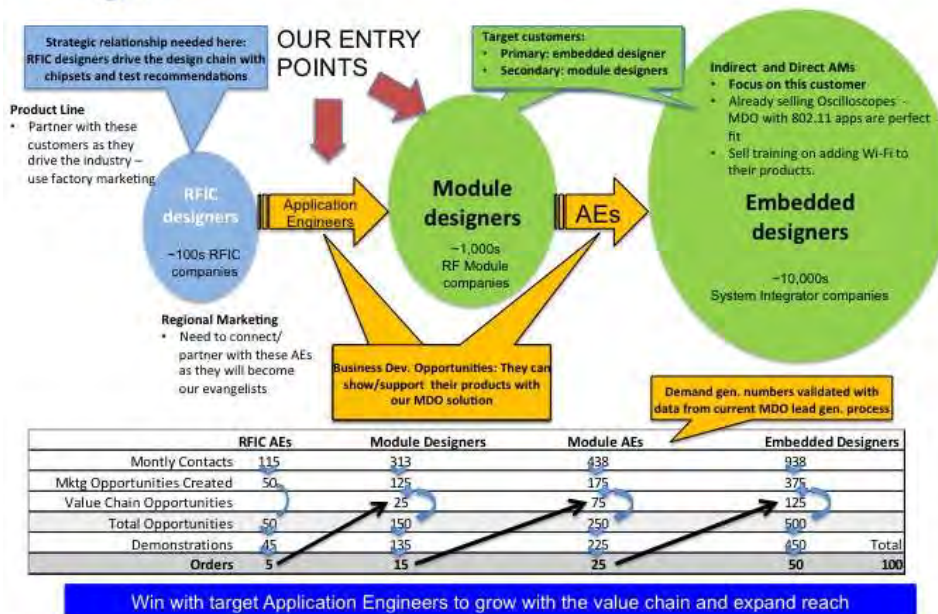 Strategic relationship needed here:
RFIC designers drive the design chain with
chipsets and test recommendations
OUR ENTRY
POINTS
Target customers:
• Primary: embedded designer
• Secondary: module designers
Product Line
• Partner with these
customers as they
drive the industry –
use factory marketing
Indirect and Direct AMs
• Focus on this customer
• Already selling Oscilloscopes -
MDO with 802.11 apps are perfect
fit
• Sell training on adding Wi-Fi to
their products.
RFIC
designers
~100s RFIC
companies
Application
Engineers
Module
designers
~1,000s
RF Module
companies
AEs
Embedded
designers
~10,000s
System Integrator companies
Regional Marketing
• Need to connect/
partner with these AEs
as they will become
our evangelists
Business Dev. Opportunities: They can
show/support their products with
our MDO solution
Demand gen. numbers validated with
data from current MDO lead gen. process
RFIC AEs Module Designers Module AEs Embedded Designers
Montly Contacts 115 313 438 938
Mktg Opportunities Created 50 125 175 375
Value Chain Opportunities 25 75 125
Total Opportunities 50 150 250 500
Demonstrations 45 135 225 450 Total
Orders 5 15 25 50 100
Win with target Application Engineers to grow with the value chain and expand reach